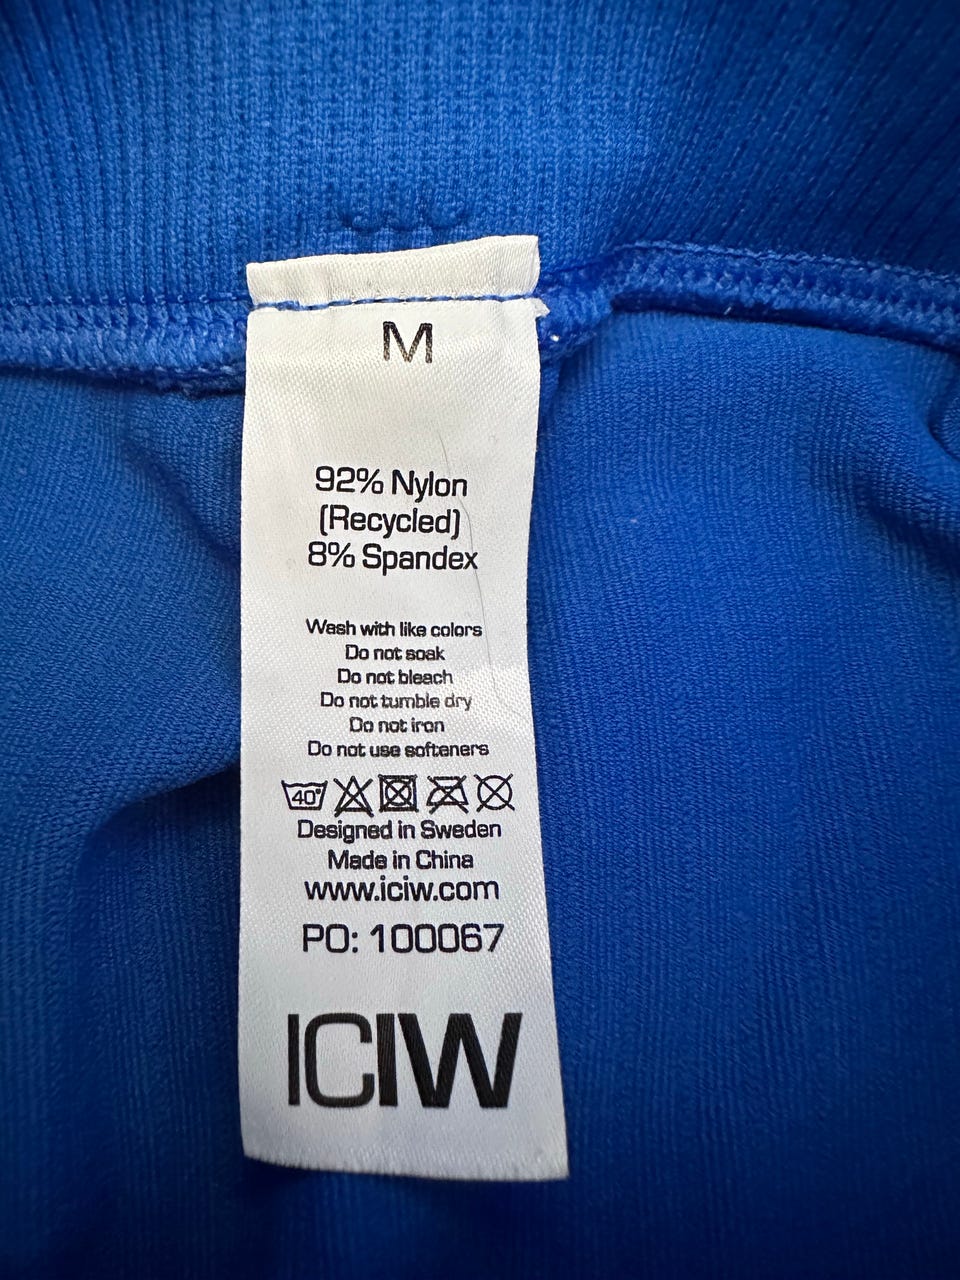 M
92% Nylon
(Recycled)
8% Spandex
Wash with like colors
Do not soak
Do not bleach
Do not tumble dry
Do not iron
Do not use softeners
40°
Designed in Sweden
Made in China
www.iciw.com
PO: 100067
ICIW